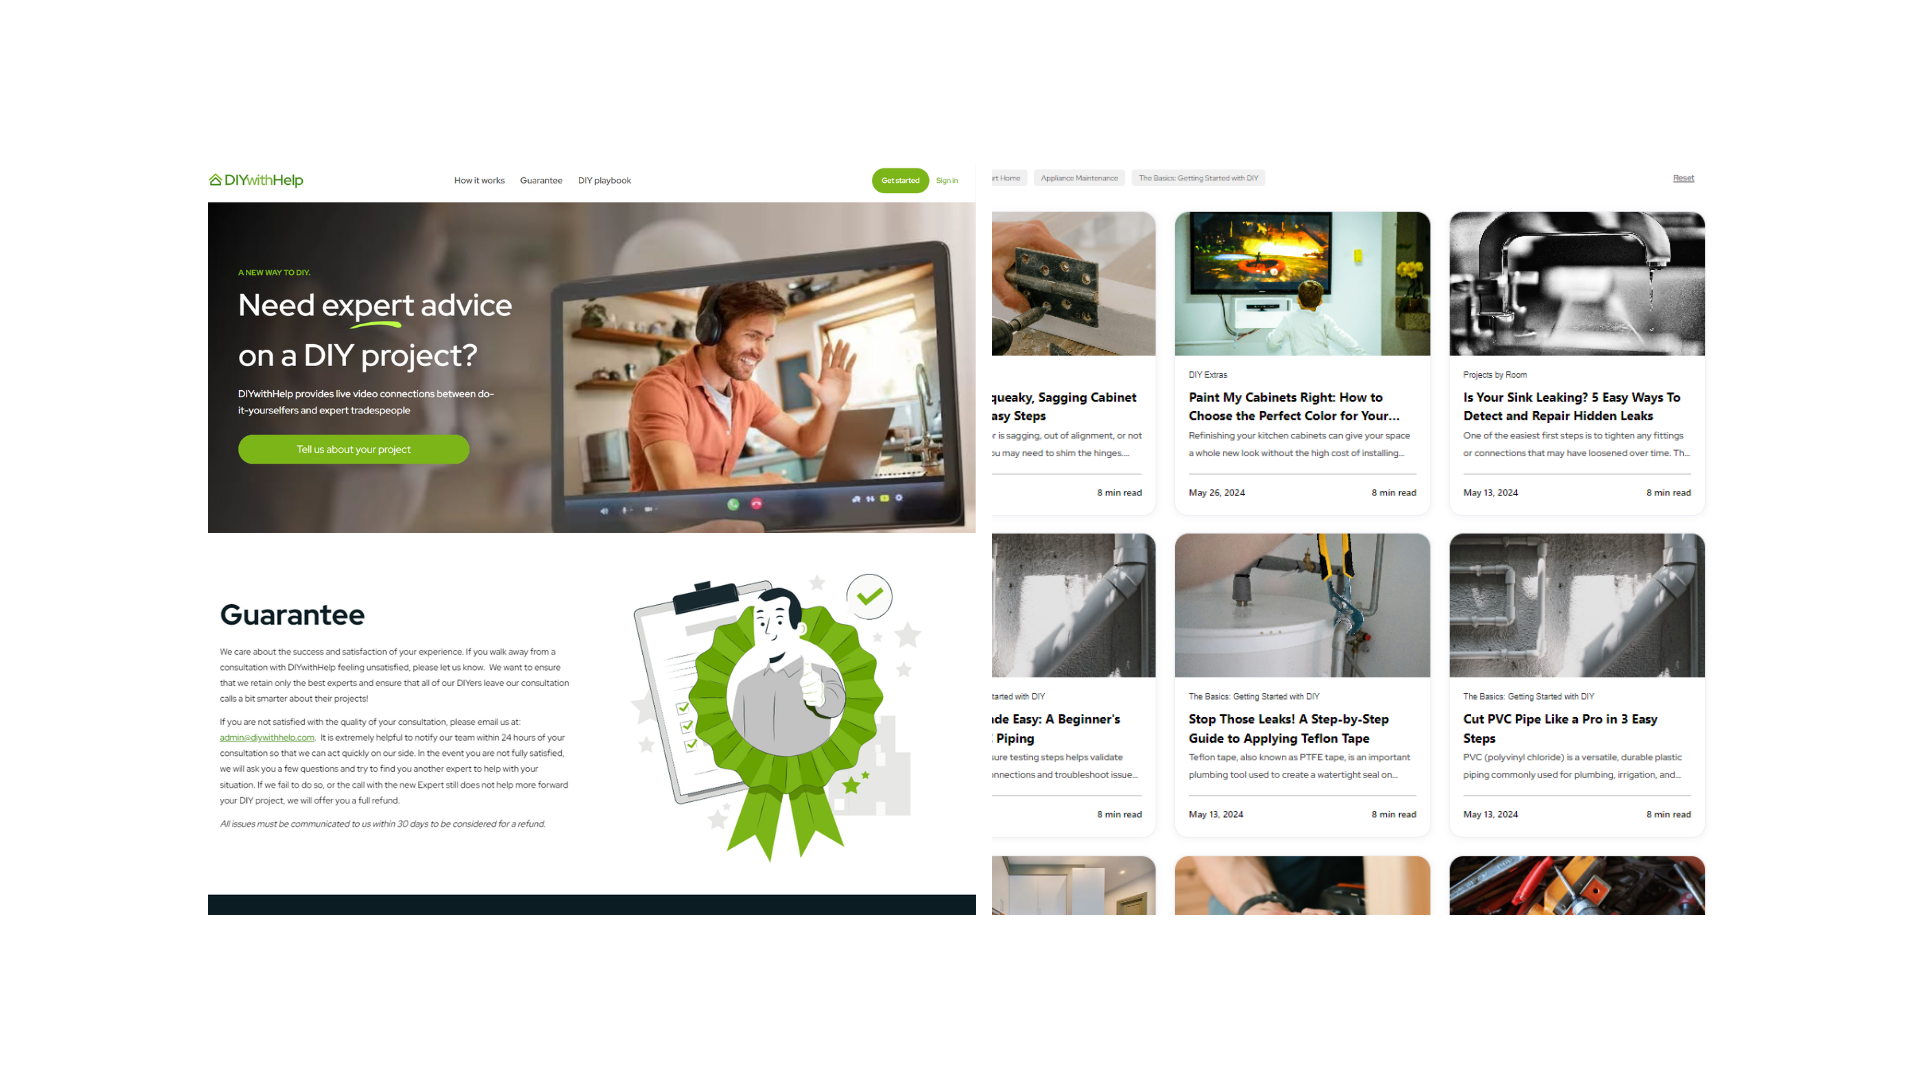 DIYwithHelp
How it works
Guarantee
DIY playbook
Get started
Sign in
A NEW WAY TO DIY.
Need expert advice
on a DIY project?
DIYwithHelp provides live video connections between do-
it-yourselfers and expert tradespeople
Tell us about your project
Guarantee
We care about the success and satisfaction of your experience. If you walk away from a
consultation with DIYwithHelp feeling unsatisfied, please let us know.  We want to ensure
that we retain only the best experts and ensure that all of our DIYers leave our consultation
calls a bit smarter about their projects!
If you are not satisfied with the quality of your consultation, please email us at:
admin@diywithhelp.com.  It is extremely helpful to notify our team within 24 hours of your
consultation so that we can act quickly on our side. In the event you are not fully satisfied,
we will ask you a few questions and try to find you another expert to help with your
situation. If we fail to do so, or the call with the new Expert still does not help more forward
your DIY project, we will offer you a full refund.
All issues must be communicated to us within 30 days to be considered for a refund.
rt Home
Appliance Maintenance
The Basics: Getting Started with DIY
Reset
queaky, Sagging Cabinet
asy Steps
r is sagging, out of alignment, or not
ou may need to shim the hinges....
8 min read
DIY Extras
Paint My Cabinets Right: How to
Choose the Perfect Color for Your...
Refinishing your kitchen cabinets can give your space
a whole new look without the high cost of installing...
May 26, 2024
8 min read
Projects by Room
Is Your Sink Leaking? 5 Easy Ways To
Detect and Repair Hidden Leaks
One of the easiest first steps is to tighten any fittings
or connections that may have loosened over time. Th...
May 13, 2024
8 min read
tarted with DIY
de Easy: A Beginner's
Piping
ure testing steps helps validate
nnections and troubleshoot issue...
8 min read
The Basics: Getting Started with DIY
Stop Those Leaks! A Step-by-Step
Guide to Applying Teflon Tape
Teflon tape, also known as PTFE tape, is an important
plumbing tool used to create a watertight seal on...
May 13, 2024
8 min read
The Basics: Getting Started with DIY
Cut PVC Pipe Like a Pro in 3 Easy
Steps
PVC (polyvinyl chloride) is a versatile, durable plastic
piping commonly used for plumbing, irrigation, and...
May 13, 2024
8 min read